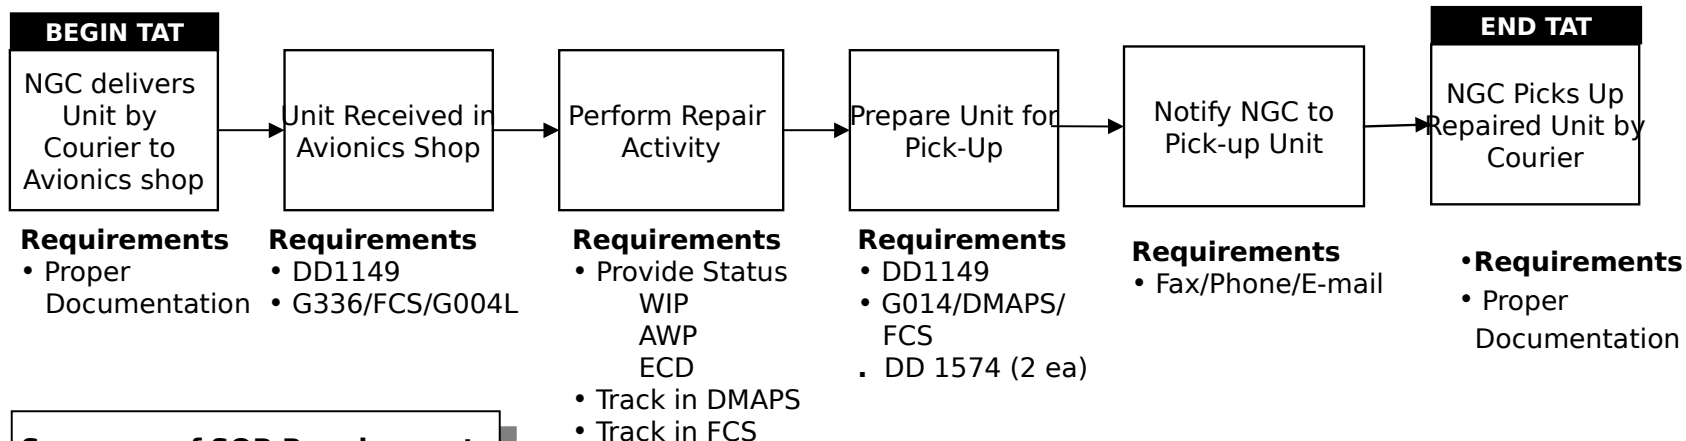 BEGIN TAT
NGC delivers
Unit by
Courier to
Avionics shop
Unit Received in
Avionics Shop
Perform Repair
Activity
Prepare Unit for
Pick-Up
Notify NGC to
Pick-up Unit
END TAT
NGC Picks Up
Repaired Unit by
Courier
Requirements
• Proper
Documentation
Requirements
• DD1149
• G336/FCS/G004L
Requirements
• Provide Status
WIP
AWP
ECD
• Track in DMAPS
• Track in FCS
Requirements
• DD1149
• G014/DMAPS/
FCS
. DD 1574 (2 ea)
Requirements
• Fax/Phone/E-mail
•Requirements
• Proper
Documentation